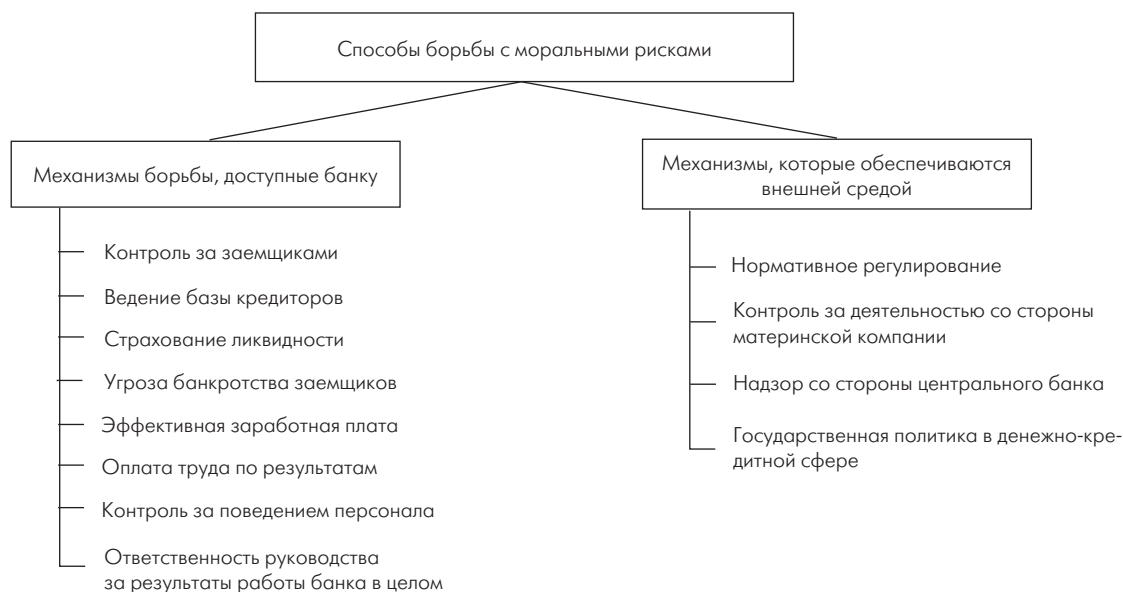 Способы борьбы с моральными рисками
Механизмы борьбы, доступные банку
Контроль за заемщиками
Ведение базы кредиторов
Страхование ликвидности
Угроза банкротства заемщиков
Эффективная заработная плата
Оплата труда по результатам
Контроль за поведением персонала
Ответственность руководства
за результаты работы банка в целом
Механизмы, которые обеспечиваются
внешней средой
Нормативное регулирование
Контроль за деятельностью со стороны
материнской компании
Надзор со стороны центрального банка
Государственная политика в денежно-кре-
дитной сфере